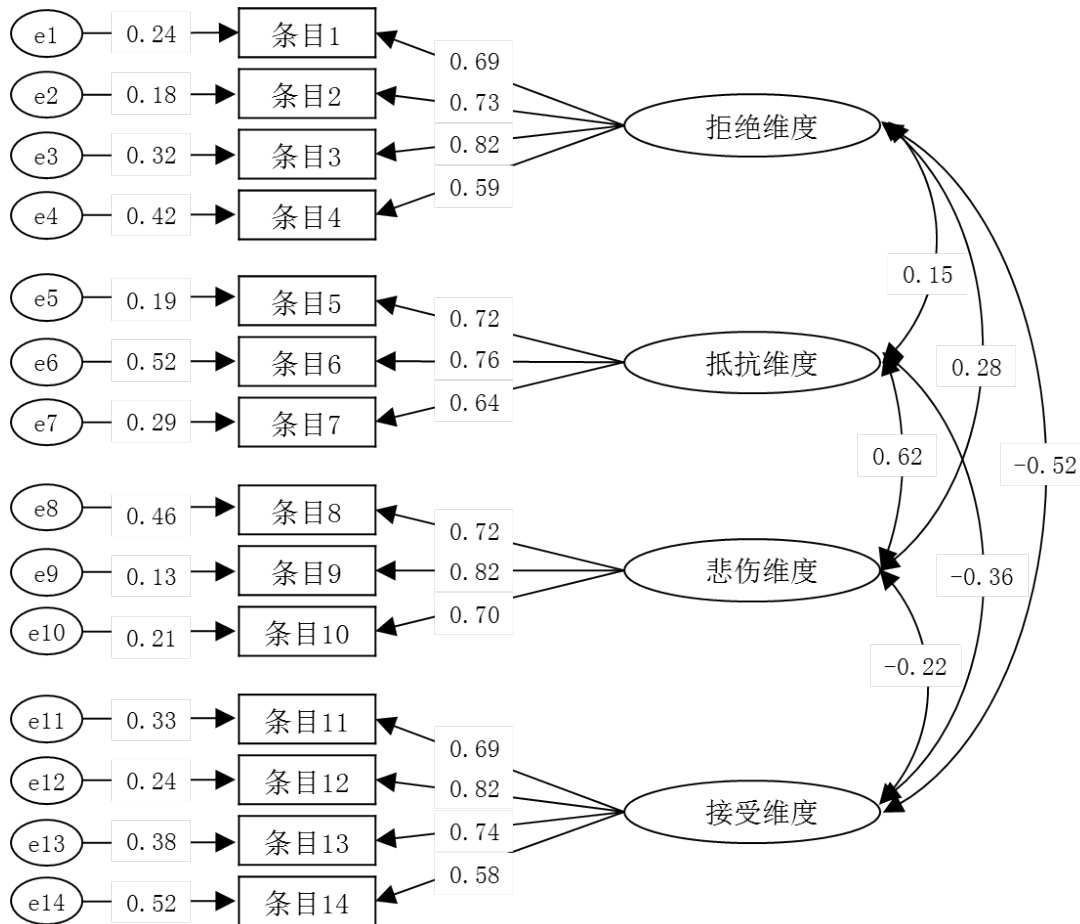 e1 0.24 条目1 0.69
e2 0.18 条目2 0.73
e3 0.32 条目3 0.82
e4 0.42 条目4 0.59
拒绝维度
e5 0.19 条目5 0.72
e6 0.52 条目6 0.76
e7 0.29 条目7 0.64
抵抗维度
e8 0.46 条目8 0.72
e9 0.13 条目9 0.82
e10 0.21 条目10 0.70
悲伤维度
e11 0.33 条目11 0.69
e12 0.24 条目12 0.82
e13 0.38 条目13 0.74
e14 0.52 条目14 0.58
接受维度
0.15
0.28
0.62
-0.52
-0.36
-0.22